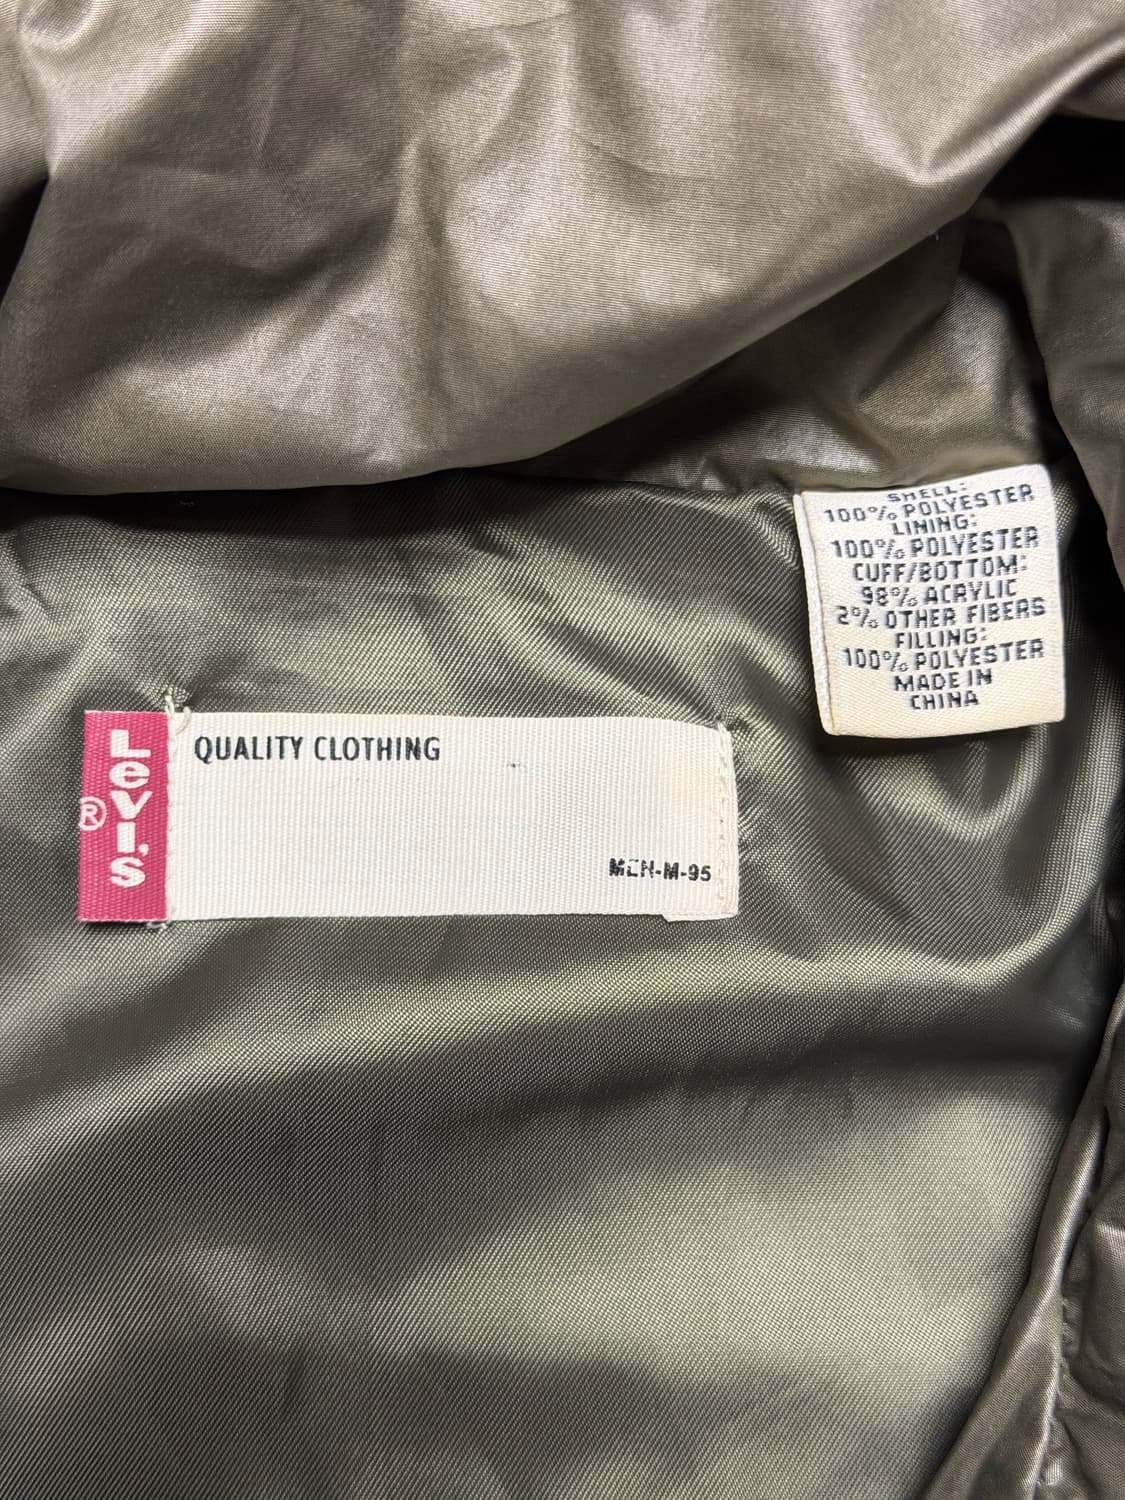 SHELL:
100% POLYESTER
LINING:
100% POLYESTER
CUFF/BOTTOM:
98% ACRYLIC
2% OTHER FIBERS
FILLING:
100% POLYESTER
MADE IN
CHINA
LeVI'S
®
QUALITY CLOTHING
MEN-M-95